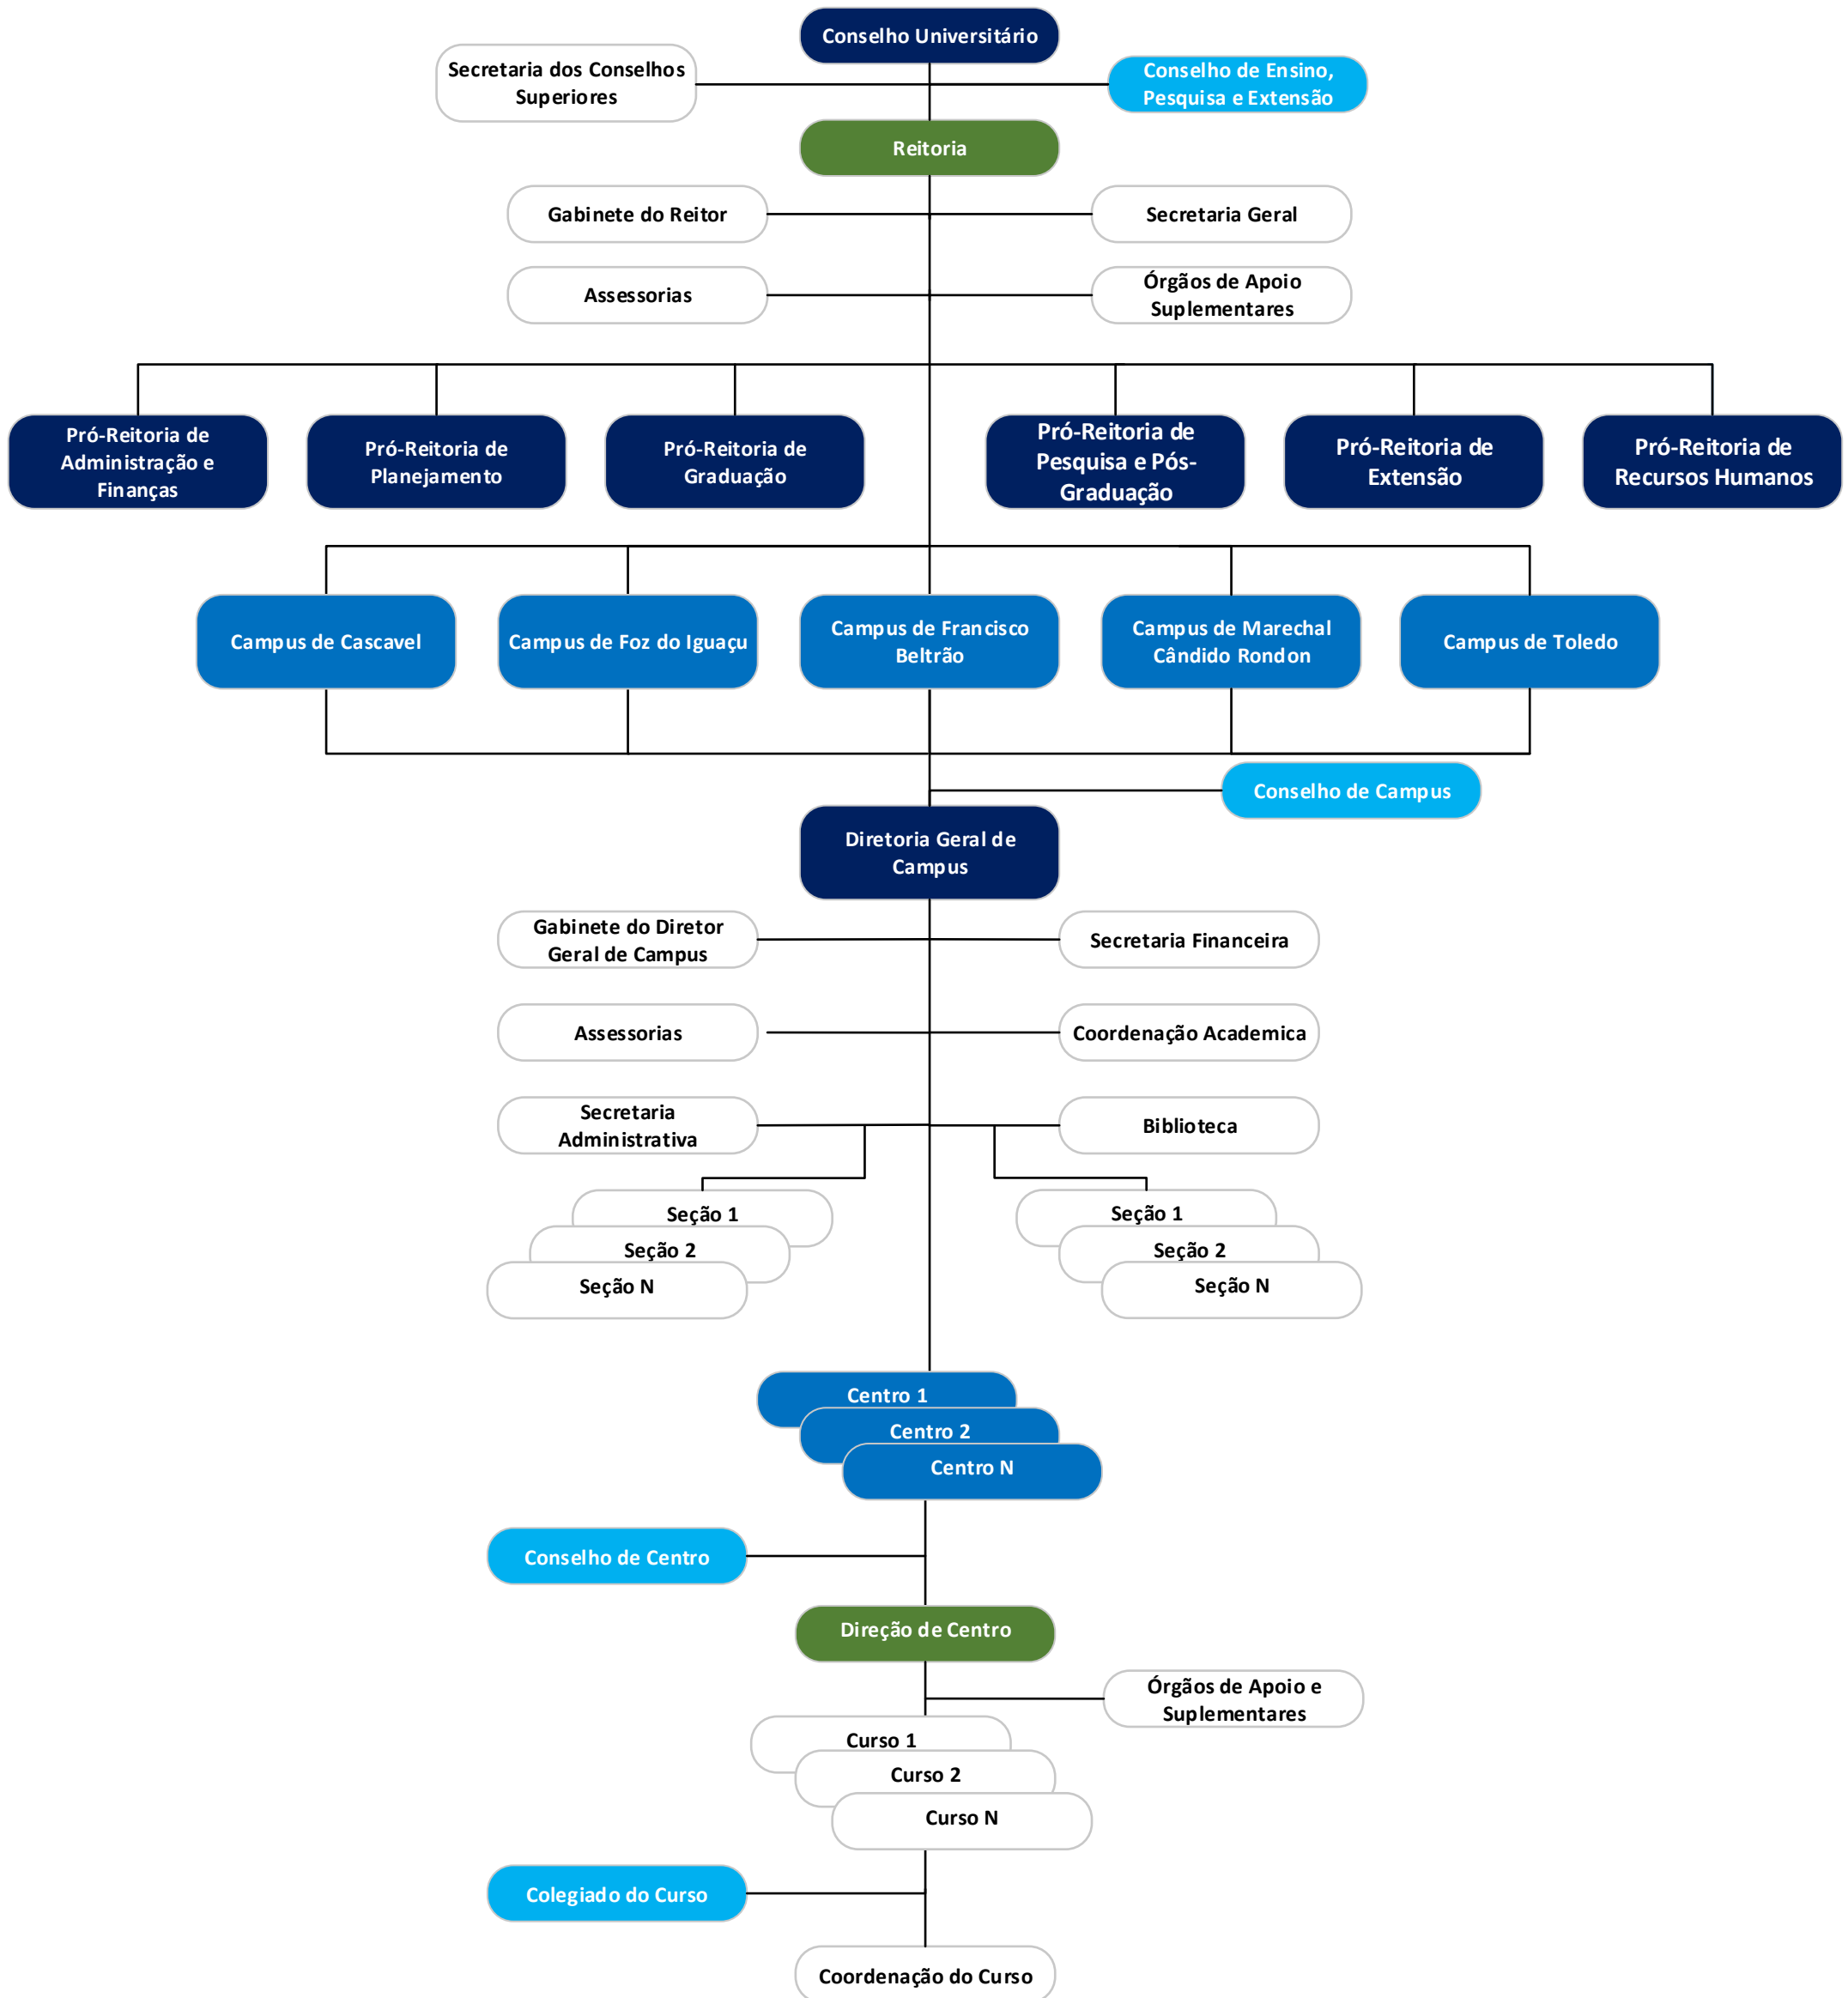 Conselho Universitário
Secretaria dos Conselhos
Superiores
Conselho de Ensino,
Pesquisa e Extensão
Reitoria
Gabinete do Reitor
Secretaria Geral
Assessorias
Órgãos de Apoio
Suplementares
Pró-Reitoria de
Administração e
Finanças
Pró-Reitoria de
Planejamento
Pró-Reitoria de
Graduação
Pró-Reitoria de
Pesquisa e Pós-
Graduação
Pró-Reitoria de
Extensão
Pró-Reitoria de
Recursos Humanos
Campus de Cascavel
Campus de Foz do Iguaçu
Campus de Francisco
Beltrão
Campus de Marechal
Cândido Rondon
Campus de Toledo
Conselho de Campus
Diretoria Geral de
Campus
Gabinete do Diretor
Geral de Campus
Secretaria Financeira
Assessorias
Coordenação Academica
Secretaria
Administrativa
Biblioteca
Seção 1
Seção 2
Seção N
Seção 1
Seção 2
Seção N
Centro 1
Centro 2
Centro N
Conselho de Centro
Direção de Centro
Órgãos de Apoio e
Suplementares
Curso 1
Curso 2
Curso N
Colegiado do Curso
Coordenação do Curso